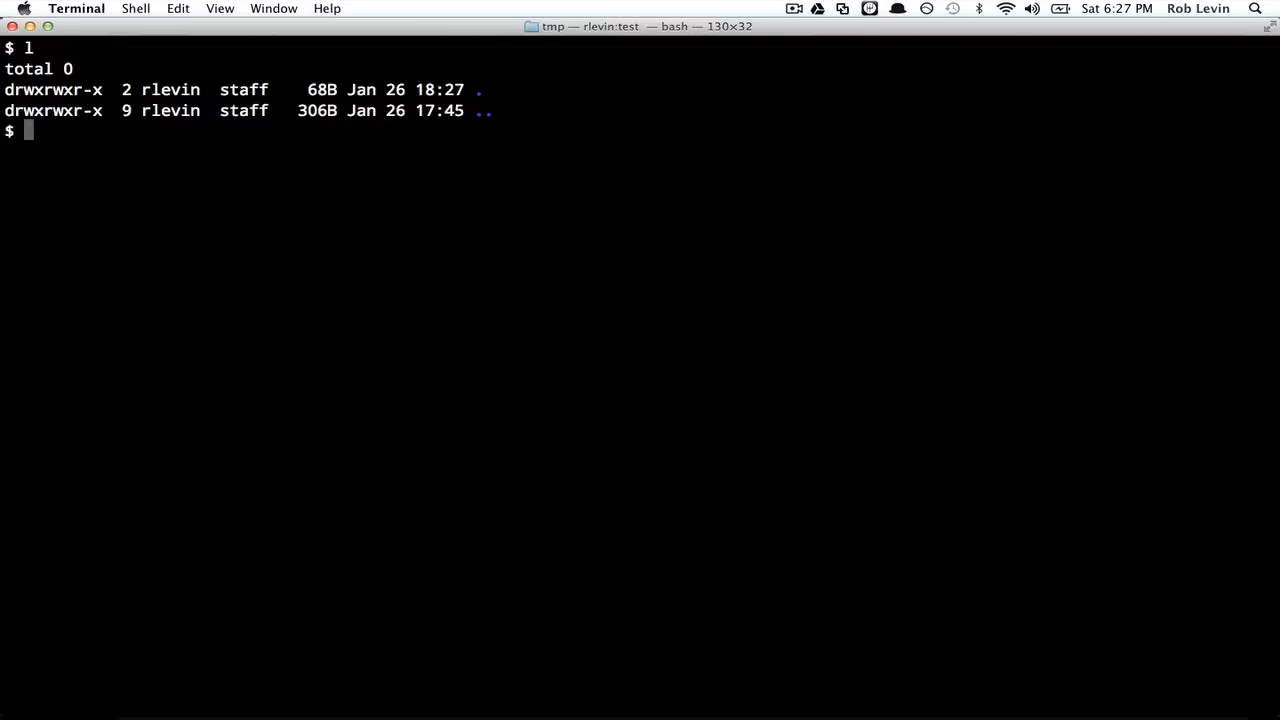 Terminal Shell Edit View Window Help Sat 6:27 PM Rob Levin
tmp — rlevin:test — bash — 130×32
$ l
total 0
drwxrwxr-x  2 rlevin  staff    68B Jan 26 18:27 .
drwxrwxr-x  9 rlevin  staff   306B Jan 26 17:45 ..
$